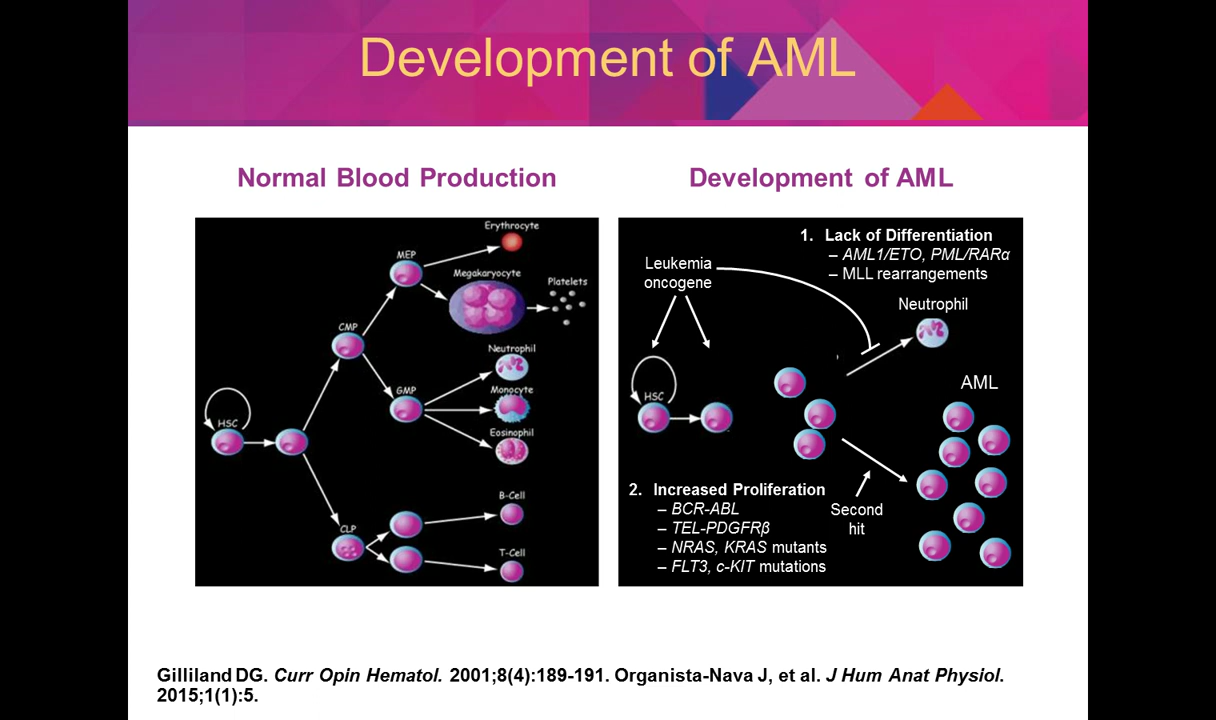 Development of AML
Normal Blood Production
Erythrocyte
MEP
Megakaryocyte
Platelets
CMP
Neutrophil
GMP
Monocyte
Eosinophil
HSC
B-Cell
CLP
T-Cell
Development of AML
1. Lack of Differentiation
– AML1/ETO, PML/RARα
– MLL rearrangements
Leukemia
oncogene
Neutrophil
AML
HSC
2. Increased Proliferation
– BCR-ABL
– TEL-PDGFRβ
– NRAS, KRAS mutants
– FLT3, c-KIT mutations
Second
hit
Gilliland DG. Curr Opin Hematol. 2001;8(4):189-191. Organista-Nava J, et al. J Hum Anat Physiol.
2015;1(1):5.